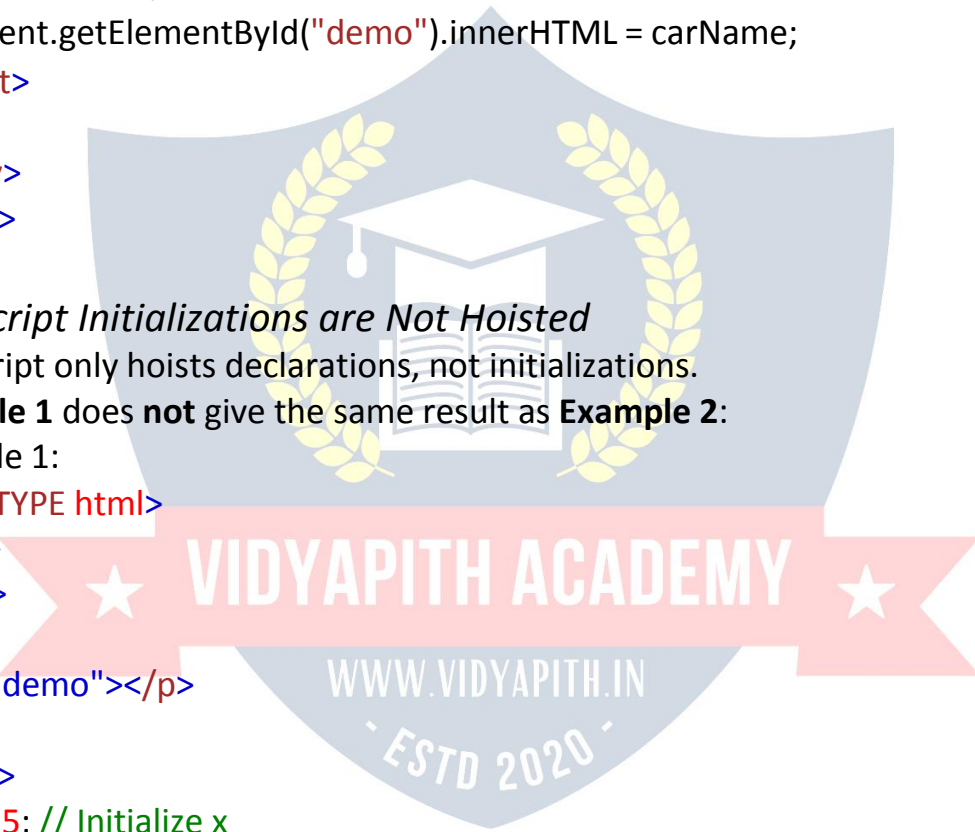 ent.getElementById("demo").innerHTML = carName;
t>
>
>
cript Initializations are Not Hoisted
ript only hoists declarations, not initializations.
le 1 does not give the same result as Example 2:
le 1:
TYPE html>
>
VIDYAPITH ACADEMY
demo"></p>
WWW.VIDYAPITH.IN
- ESTD 2020 -
>
5; // Initialize x